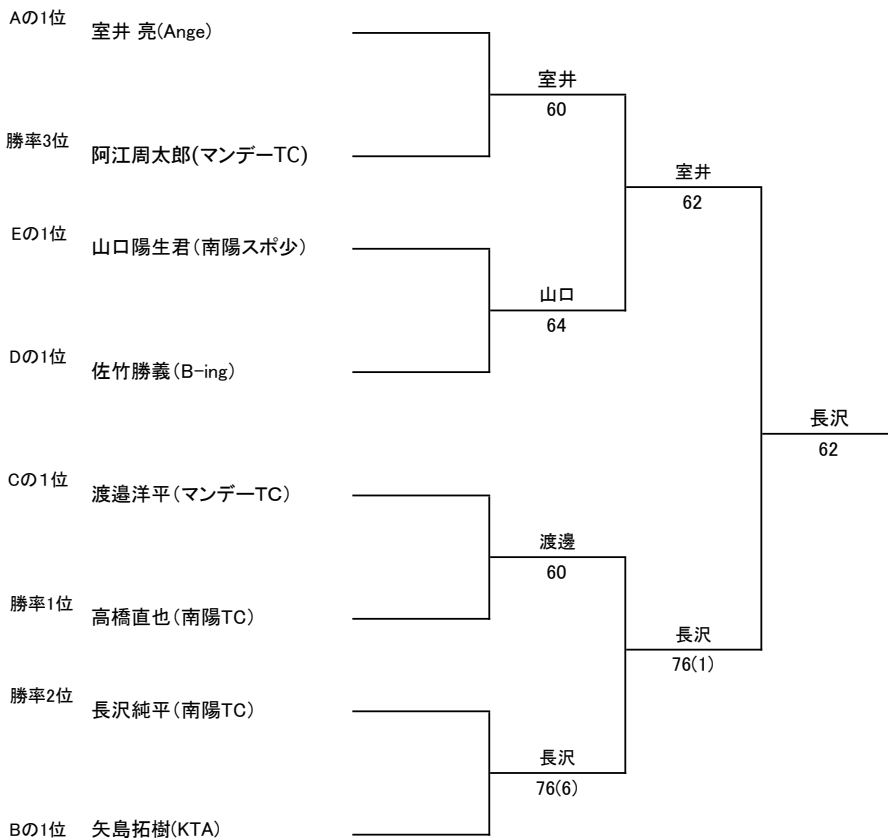 Aの1位 室井 亮(Ange)
室井
60
勝率3位 阿江周太郎(マンデーTC)
室井
62
Eの1位 山口陽生君(南陽スポ少)
山口
64
Dの1位 佐竹勝義(B-ing)
長沢
62
Cの1位 渡邉洋平(マンデーTC)
渡邊
60
勝率1位 高橋直也(南陽TC)
長沢
76(1)
勝率2位 長沢純平(南陽TC)
長沢
76(6)
Bの1位 矢島拓樹(KTA)